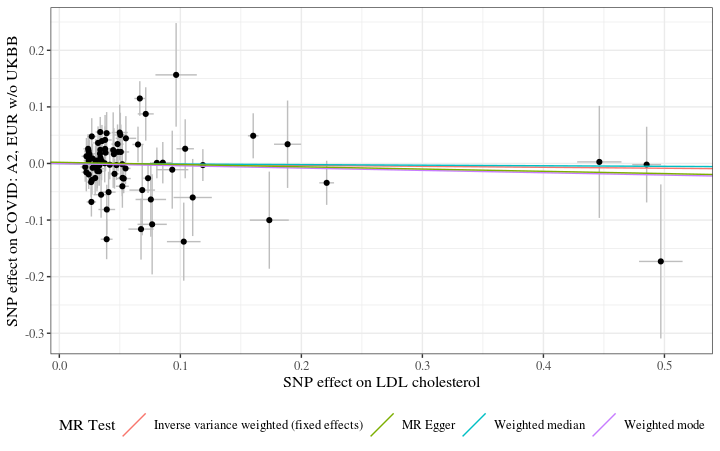 SNP effect on COVID: A2, EUR w/o UKBB
0.2
0.1
0.0
-0.1
-0.2
-0.3
0.0 0.1 0.2 0.3 0.4 0.5
SNP effect on LDL cholesterol
MR Test Inverse variance weighted (fixed effects) MR Egger Weighted median Weighted mode